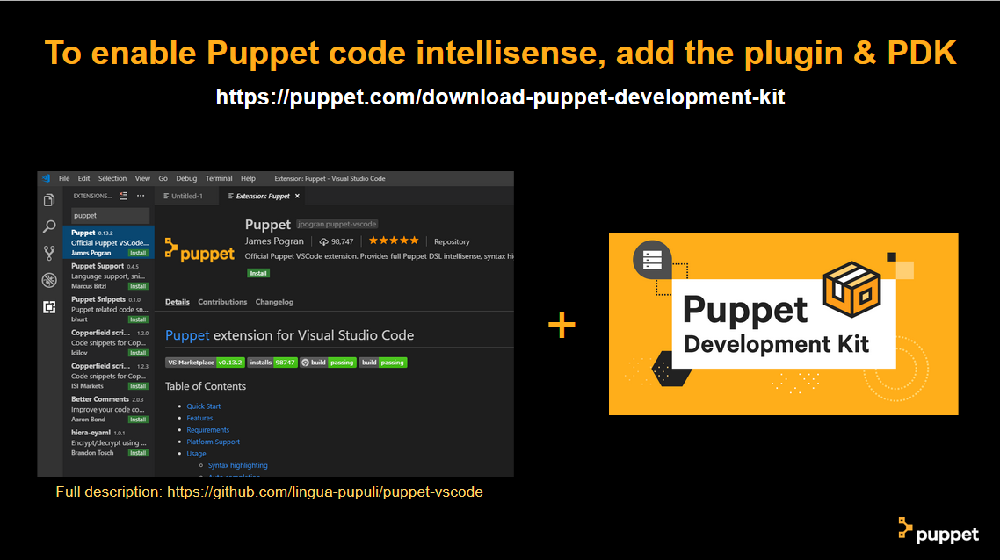 To enable Puppet code intellisense, add the plugin & PDK
https://puppet.com/download-puppet-development-kit
File Edit Selection View Go Debug Terminal Help Extension: Puppet - Visual Studio Code
EXTENSIONS... Untitled-1 Extension: Puppet
puppet
Puppet 0.13.2
Official Puppet VSCode...
James Pogran Install
Puppet Support 0.4.5
Language support, sni...
Marcus Bitzl Install
Puppet Snippets 0.1.0
Puppet related code sn...
bhurt Install
Copperfield scri... 1.2.0
Code snippets for Cop...
Idilov Install
Copperfield scri... 1.2.3
Code snippets for Cop...
ISI Markets Install
Better Comments 2.0.3
Improve your code co...
Aaron Bond Install
hiera-eyaml 1.0.1
Encrypt/decrypt using ...
Brandon Tosch Install
puppet
Puppet jpogran.puppet-vscode
James Pogran 98,747 ★★★★★ Repository
Official Puppet VSCode extension. Provides full Puppet DSL intellisense, syntax hi
Install
Details Contributions Changelog
Puppet extension for Visual Studio Code
VS Marketplace v0.13.2 installs 98747 build passing build passing
Table of Contents
Quick Start
Features
Requirements
Platform Support
Usage
Syntax highlighting
Auto completion
+
Puppet
Development Kit
Full description: https://github.com/lingua-pupuli/puppet-vscode
puppet